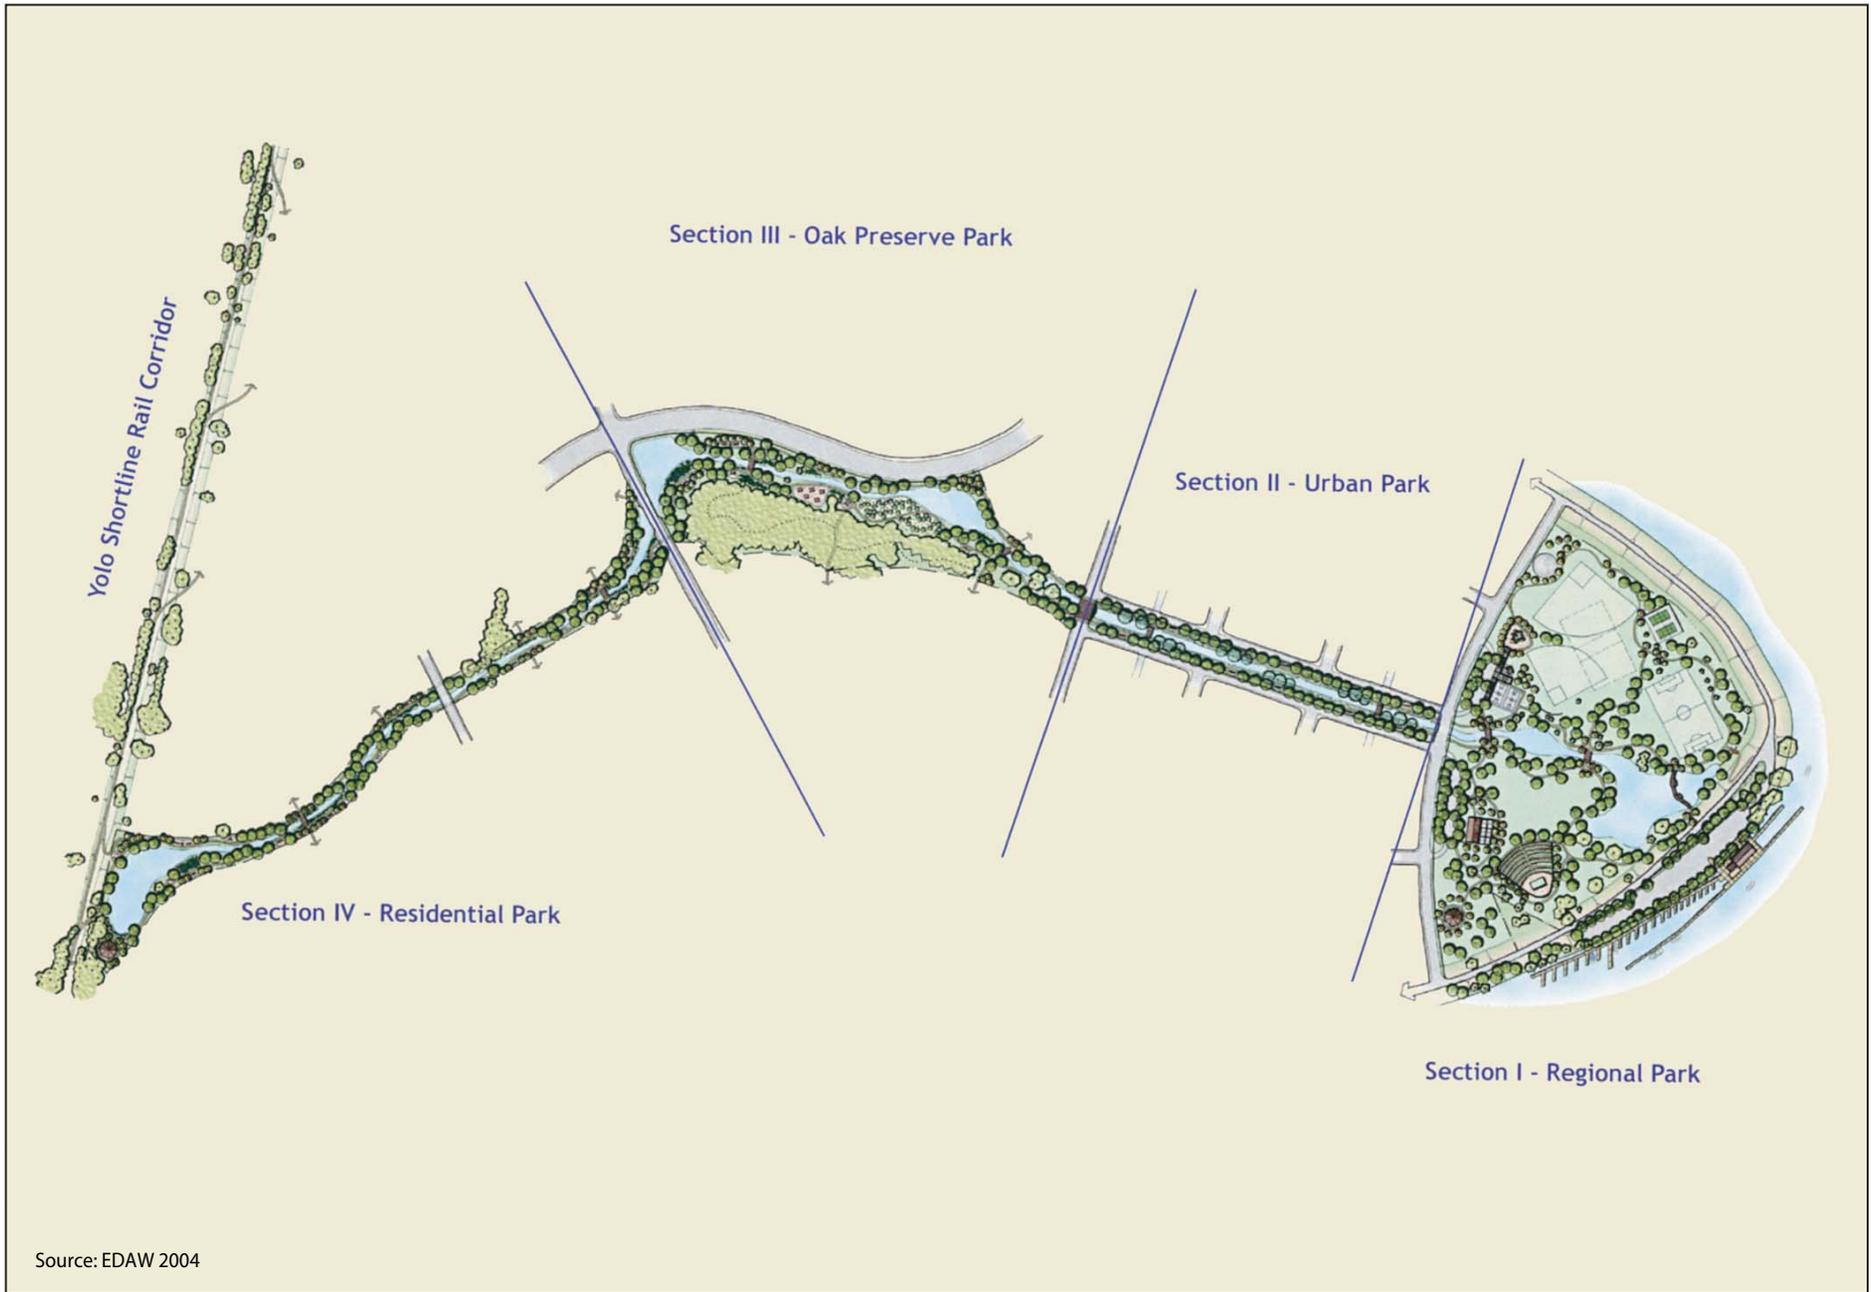 Section III - Oak Preserve Park
Yolo Shortline Rail Corridor
Section II - Urban Park
Section IV - Residential Park
Section I - Regional Park
Source: EDAW 2004